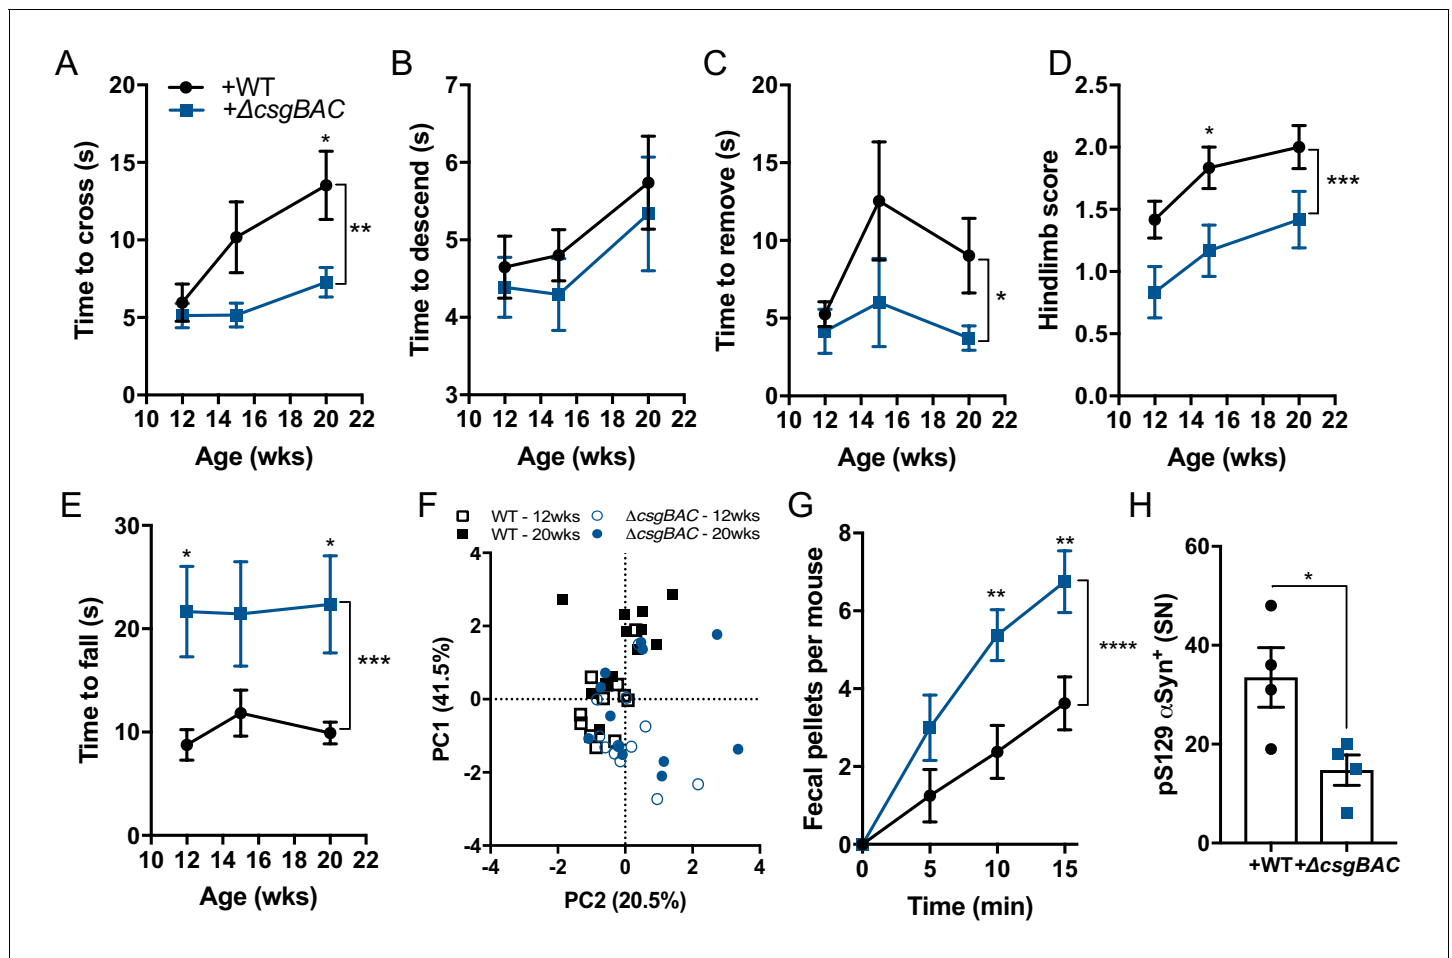 A
+WT
+ΔcsgBAC
20
15
10
5
0
Time to cross (s)
*
**
10 12 14 16 18 20 22
Age (wks)
B
7
6
5
4
3
Time to descend (s)
10 12 14 16 18 20 22
Age (wks)
C
20
15
10
5
0
Time to remove (s)
*
10 12 14 16 18 20 22
Age (wks)
D
2.5
2.0
1.5
1.0
0.5
0.0
Hindlimb score
*
***
10 12 14 16 18 20 22
Age (wks)
E
30
20
10
0
Time to fall (s)
*
*
***
10 12 14 16 18 20 22
Age (wks)
F
WT - 12wks
ΔcsgBAC - 12wks
WT - 20wks
ΔcsgBAC - 20wks
4
2
0
-2
-4
PC1 (41.5%)
-4 -2 0 2 4
PC2 (20.5%)
G
8
6
4
2
0
Fecal pellets per mouse
**
**
****
0 5 10 15
Time (min)
H
60
40
20
0
pS129 αSyn+ (SN)
*
+WT
+ΔcsgBAC